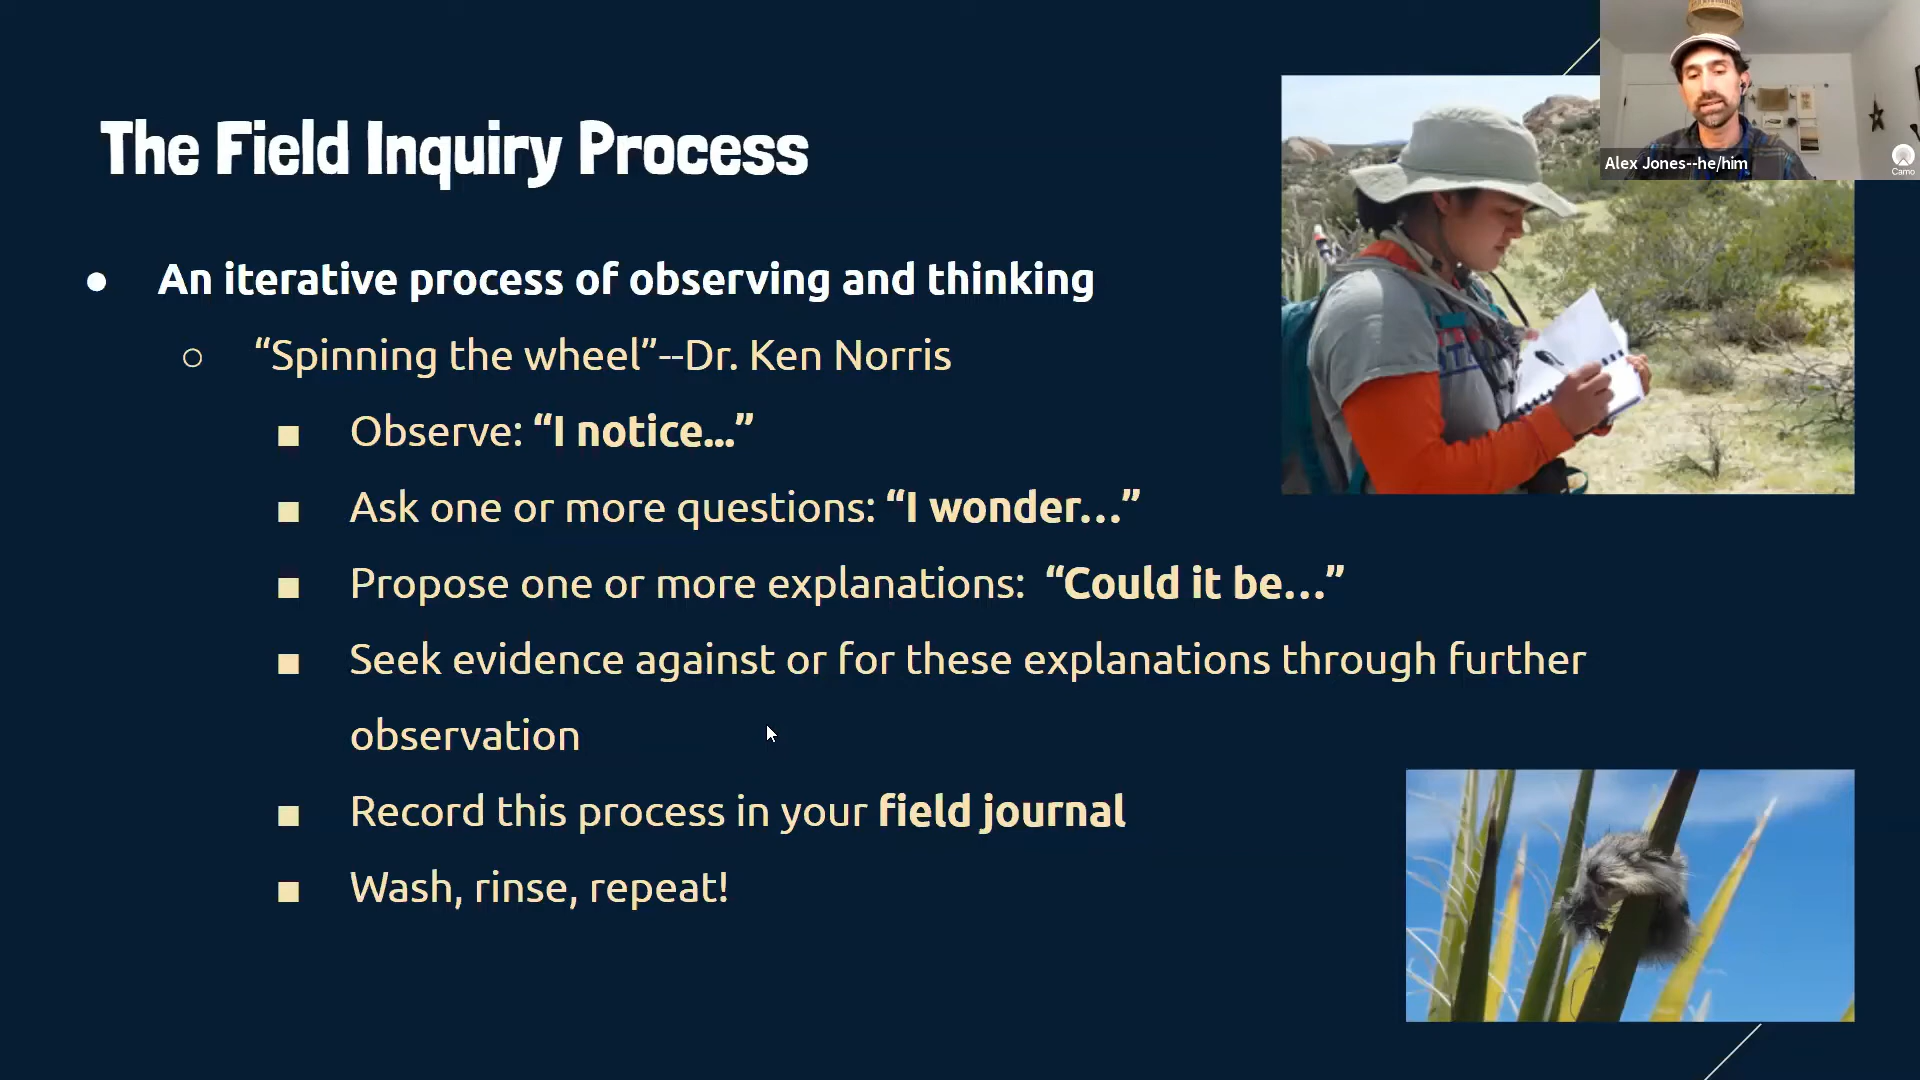 The Field Inquiry Process
● An iterative process of observing and thinking
○ “Spinning the wheel”--Dr. Ken Norris
■ Observe: “I notice...”
■ Ask one or more questions: “I wonder…”
■ Propose one or more explanations: “Could it be…”
■ Seek evidence against or for these explanations through further
observation
■ Record this process in your field journal
■ Wash, rinse, repeat!
Alex Jones--he/him
Camo